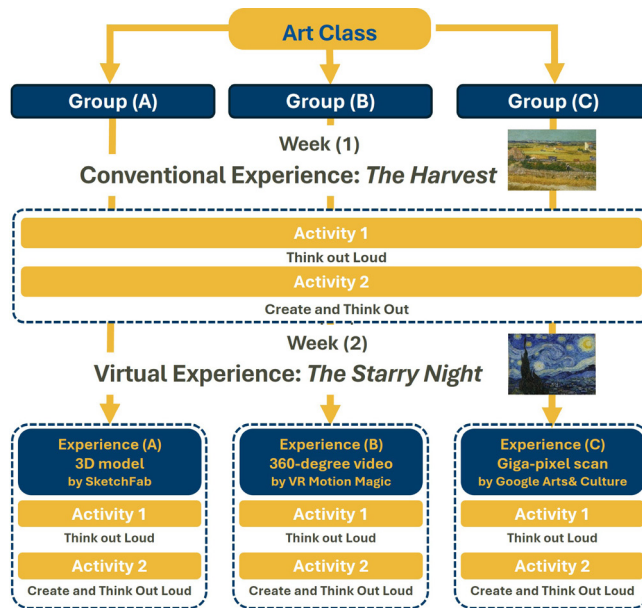 Art Class
Group (A)
Group (B)
Group (C)
Week (1)
Conventional Experience: The Harvest
Activity 1
Think out Loud
Activity 2
Create and Think Out
Week (2)
Virtual Experience: The Starry Night
Experience (A)
3D model
by SketchFab
Activity 1
Think out Loud
Activity 2
Create and Think Out Loud
Experience (B)
360-degree video
by VR Motion Magic
Activity 1
Think out Loud
Activity 2
Create and Think Out Loud
Experience (C)
Giga-pixel scan
by Google Arts& Culture
Activity 1
Think out Loud
Activity 2
Create and Think Out Loud